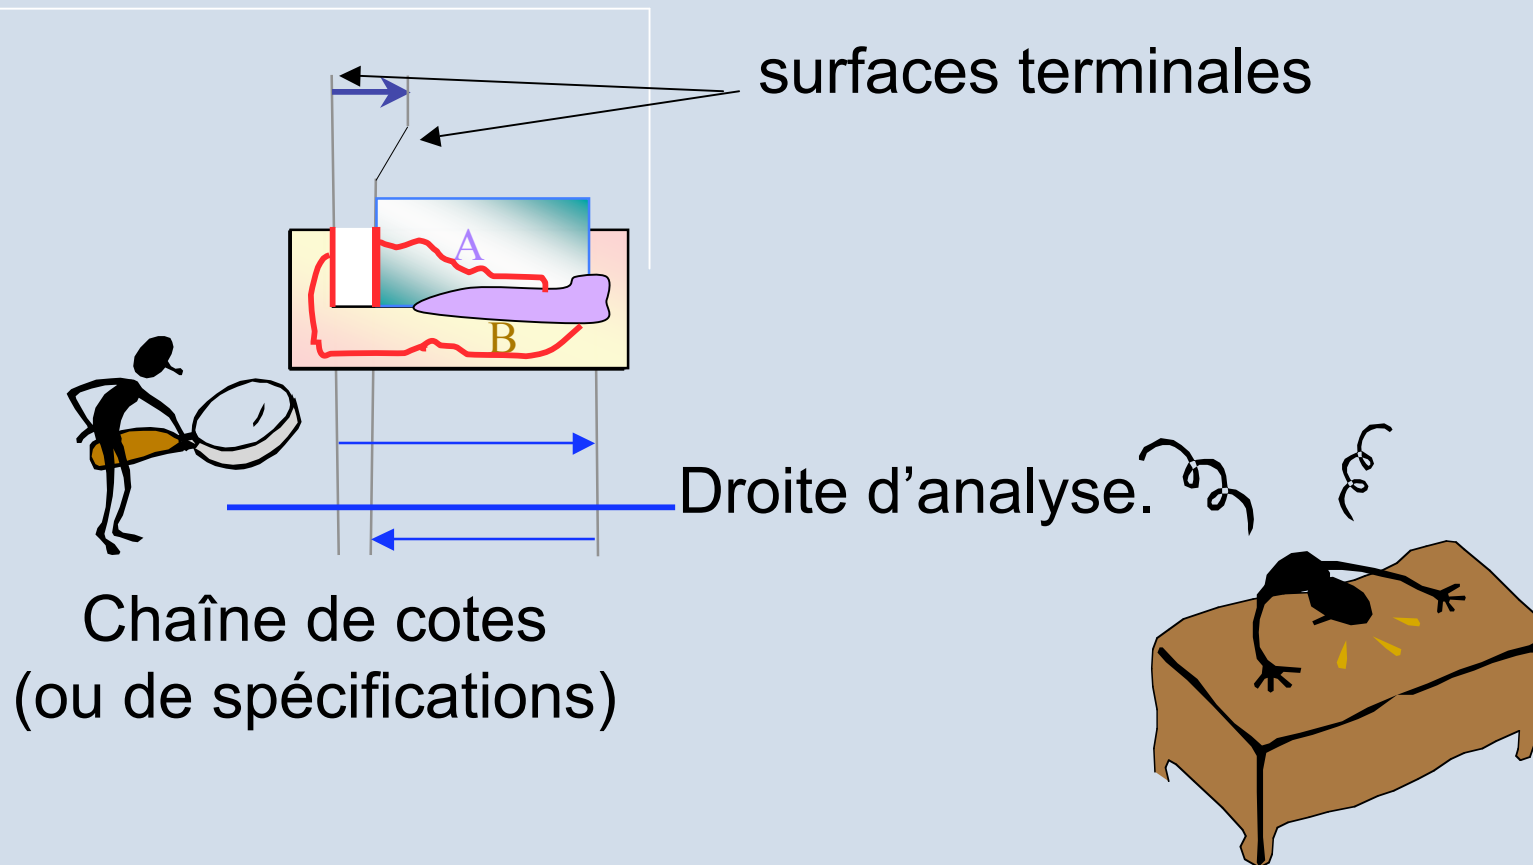 surfaces terminales
A
B
Droite d’analyse.
Chaîne de cotes
(ou de spécifications)